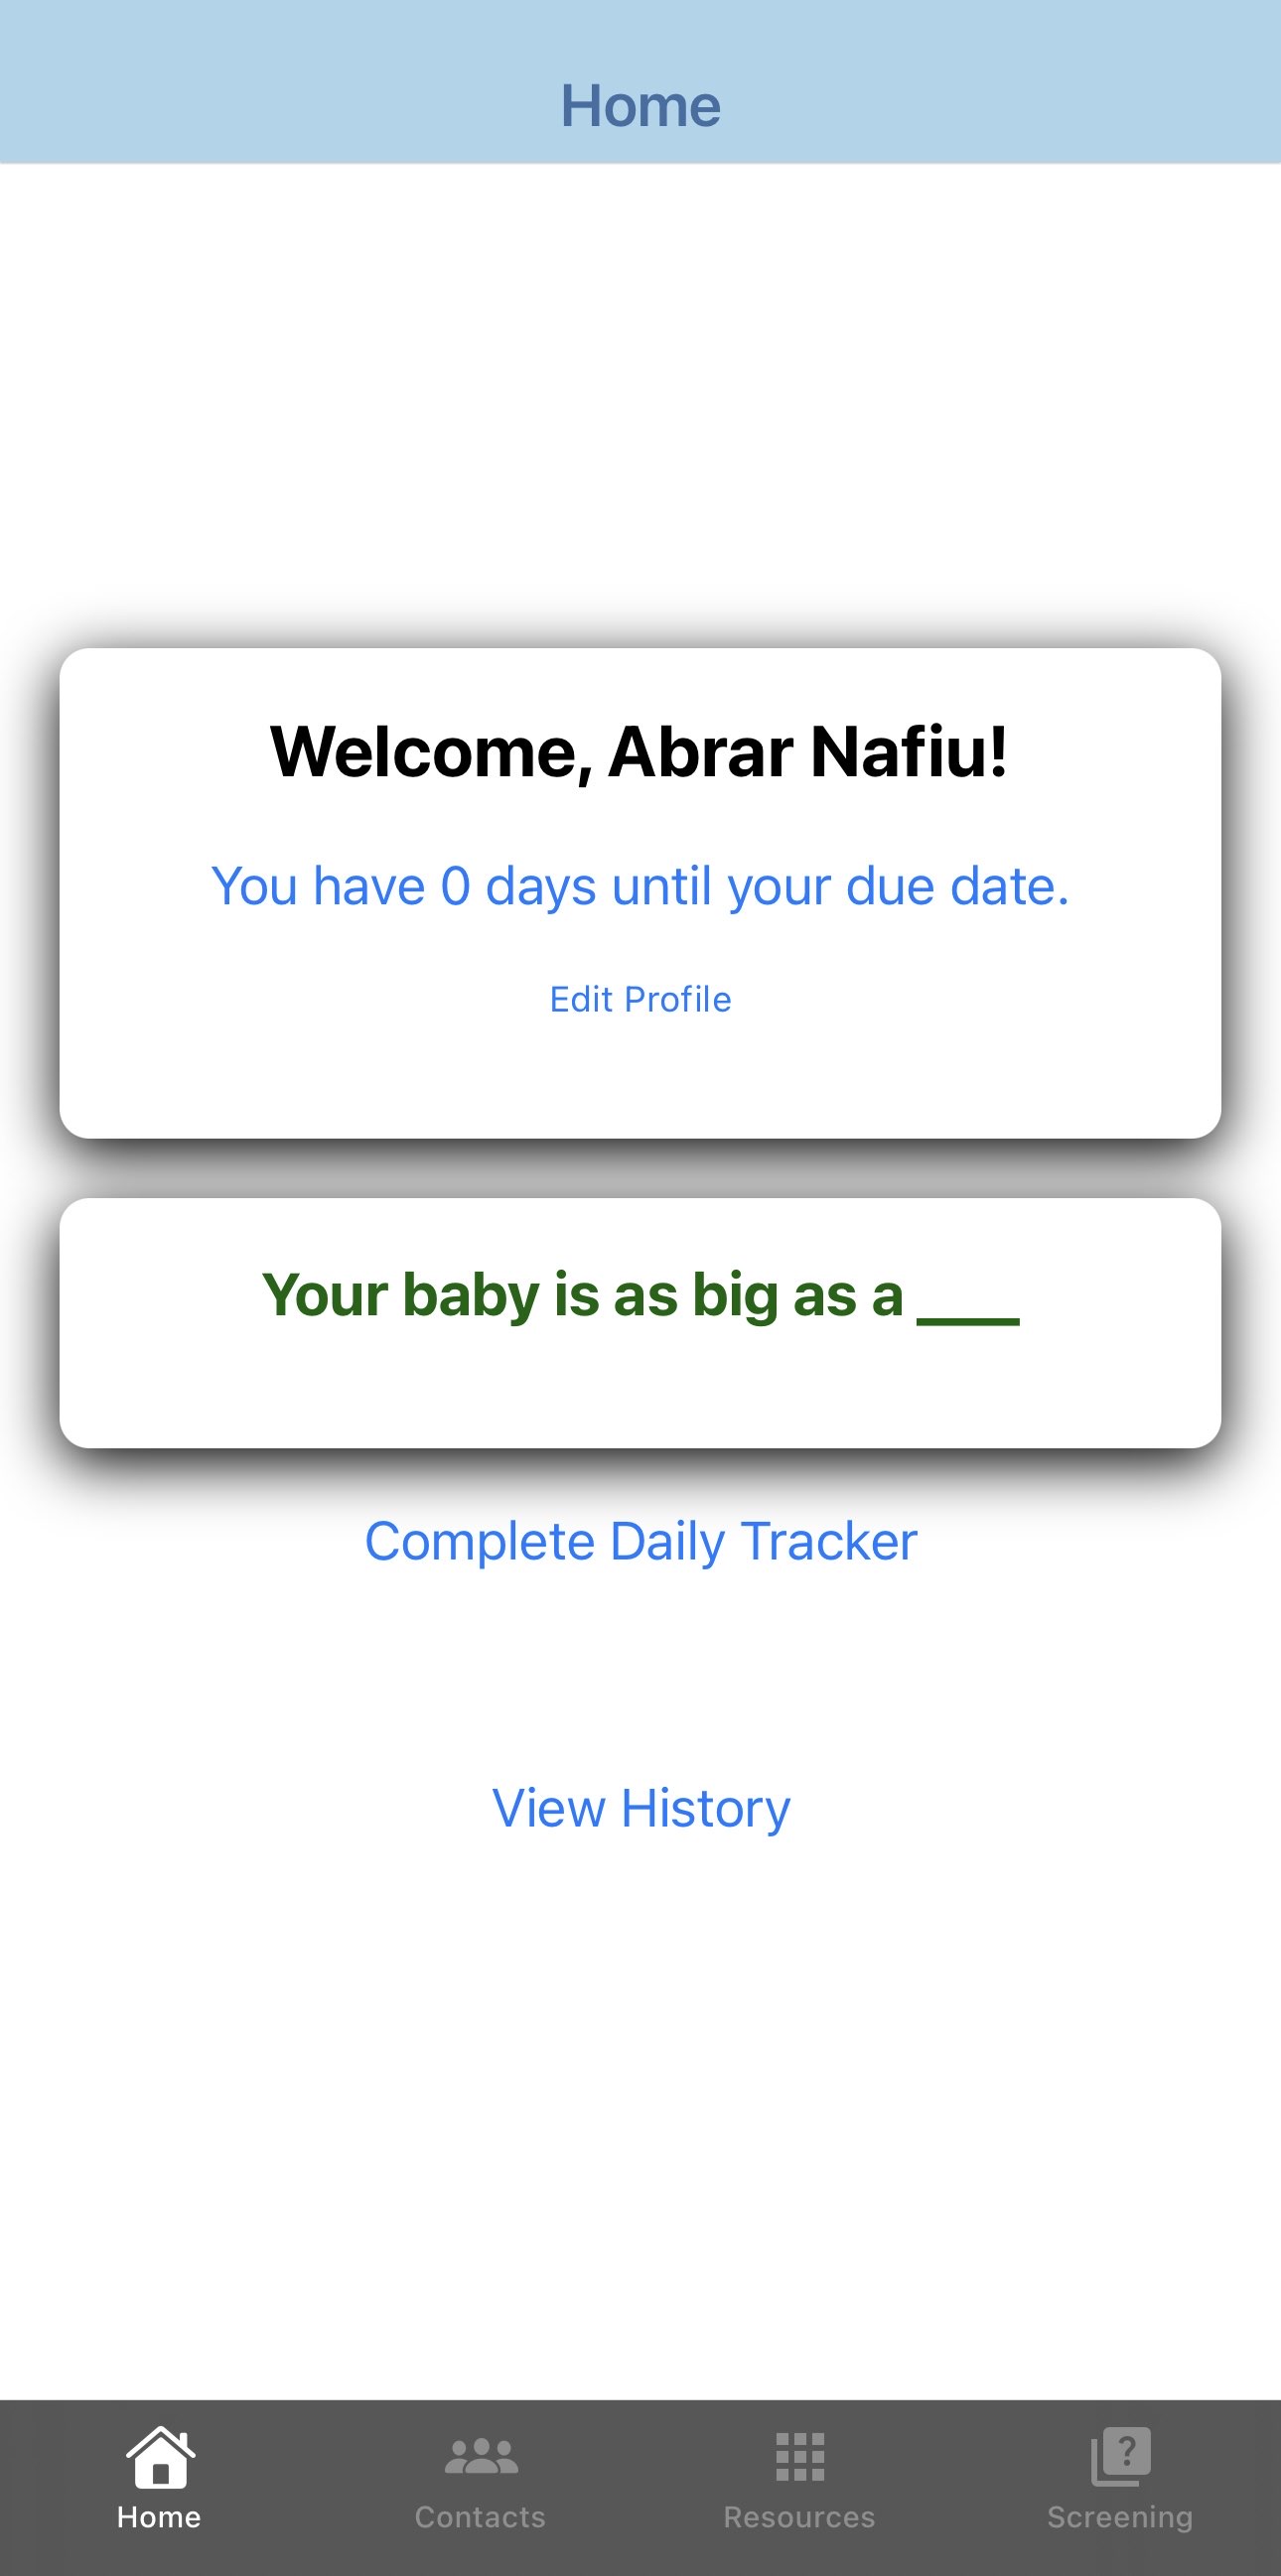 Home
Welcome, Abrar Nafiu!
You have 0 days until your due date.
Edit Profile
Your baby is as big as a ____
Complete Daily Tracker
View History
Home
Contacts
Resources
?
Screening